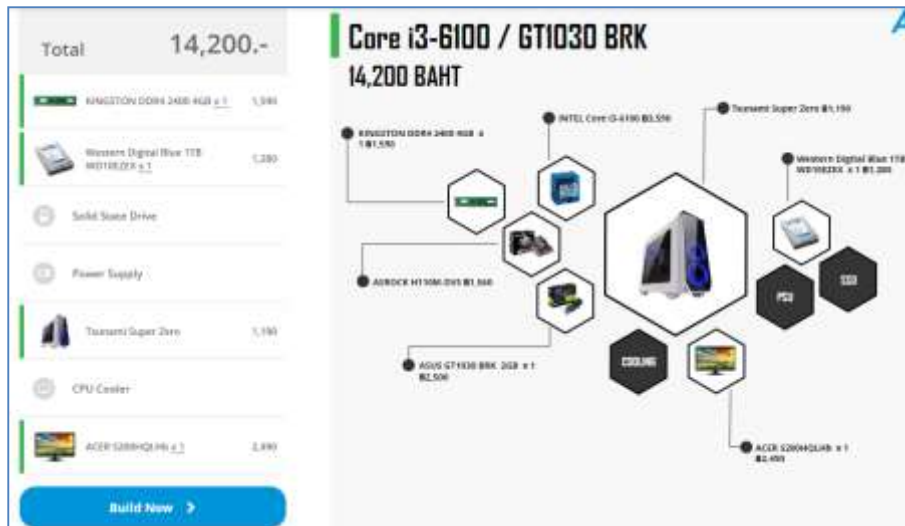 Total 14,200.-
KINGSTON DDR4 2400 4GB x 1 1,590
Western Digital Blue 1TB
WD10EZEX x 1 1,280
Solid State Drive
Power Supply
Tsunami Super Zero 1,190
CPU Cooler
ACER S200HQLHb x 1 2,490
Build Now
Core i3-6100 / GT1030 BRK
14,200 BAHT
Tsunami Super Zero ฿1,190
INTEL Core i3-6100 ฿3,590
KINGSTON DDR4 2400 4GB x
1 ฿1,590
Western Digital Blue 1TB
WD10EZEX x 1 ฿1,280
SSD
PSU
ASROCK H110M-DVS ฿1,560
COOLING
ASUS GT1030 BRK 2GB x 1
฿2,500
ACER S200HQLHb x 1
฿2,490